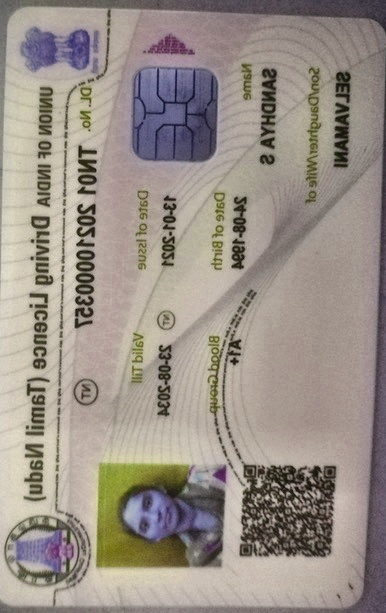 UNION OF INDIA Driving Licence (Tamil Nadu)
DL No. TN01 20210000357 NT
Date of Issue Valid Till
13-01-2021 NT 23-08-2034
Date of Birth Blood Group
24-08-1994 A1+
Name
SANDHYA S
Son/Daughter/Wife of
SELVAMANI